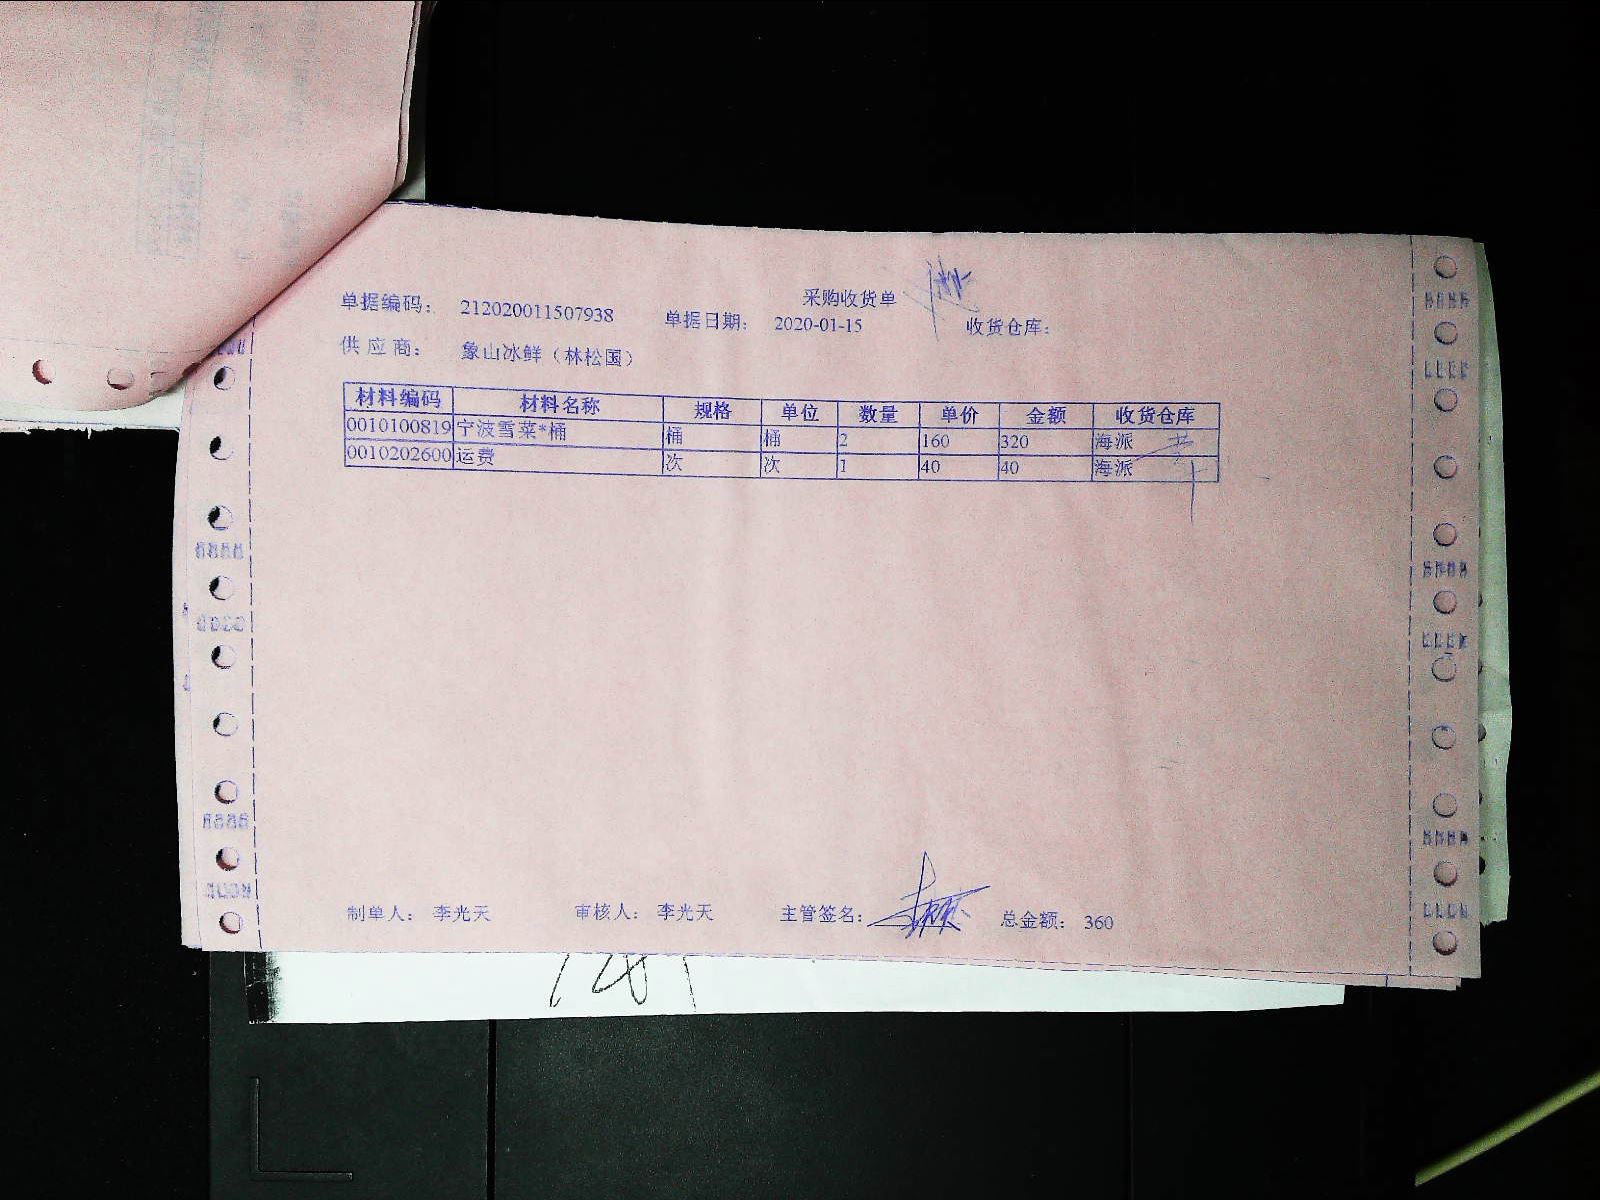 采购收货单
单据编码： 212020011507938 单据日期： 2020-01-15 收货仓库：
供 应 商： 象山冰鲜（林松国）
材料编码 材料名称 规格 单位 数量 单价 金额 收货仓库
0010100819 宁波雪菜*桶 桶 桶 2 160 320 海派
0010202600 运费 次 次 1 40 40 海派
制单人： 李光天 审核人： 李光天 主管签名： 总金额： 360